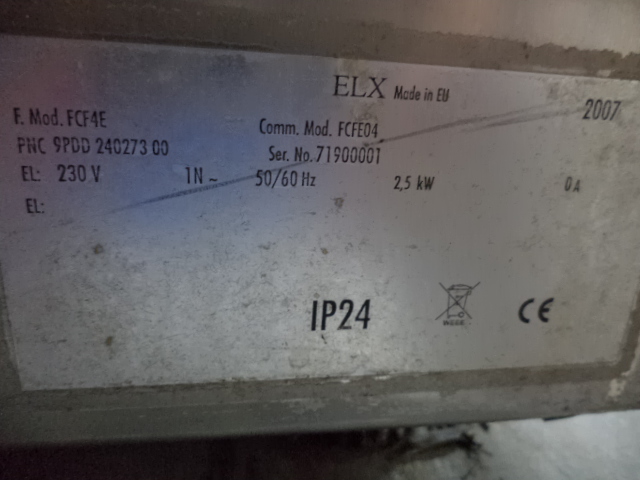 ELX Made in EU
2007
F. Mod. FCF4E
Comm. Mod. FCFE04
PNC 9PDD 240273 00
Ser. No. 71900001
EL: 230 V 1N ~ 50/60 Hz 2,5 kW 0 A
EL:
IP24
WEEE
CE